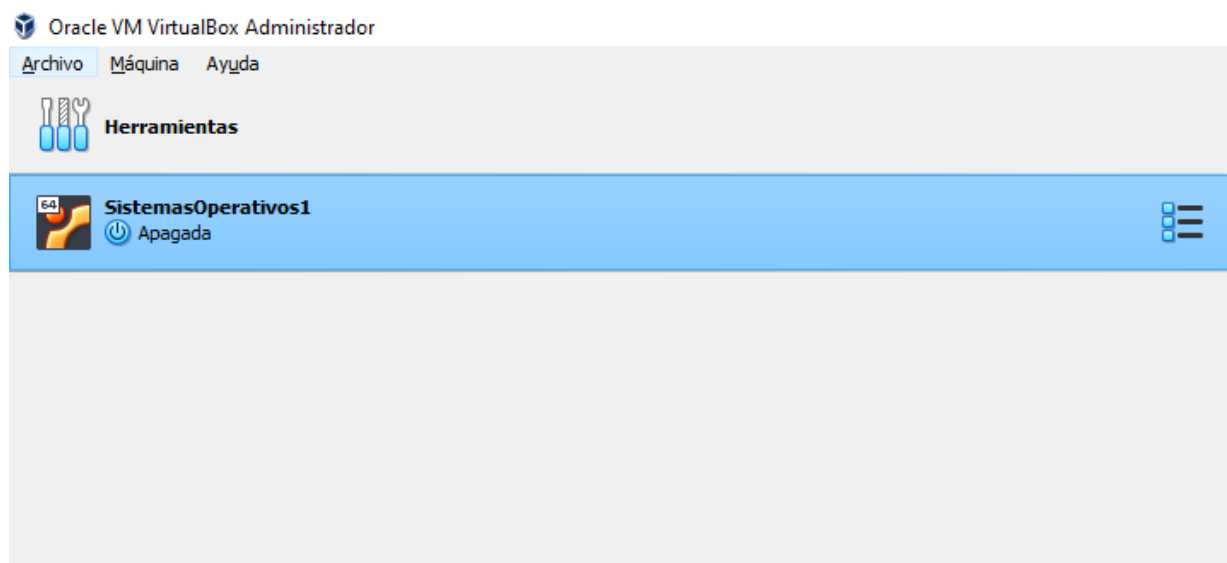 Oracle VM VirtualBox Administrador
Archivo Máquina Ayuda
Herramientas
64
SistemasOperativos1
Apagada